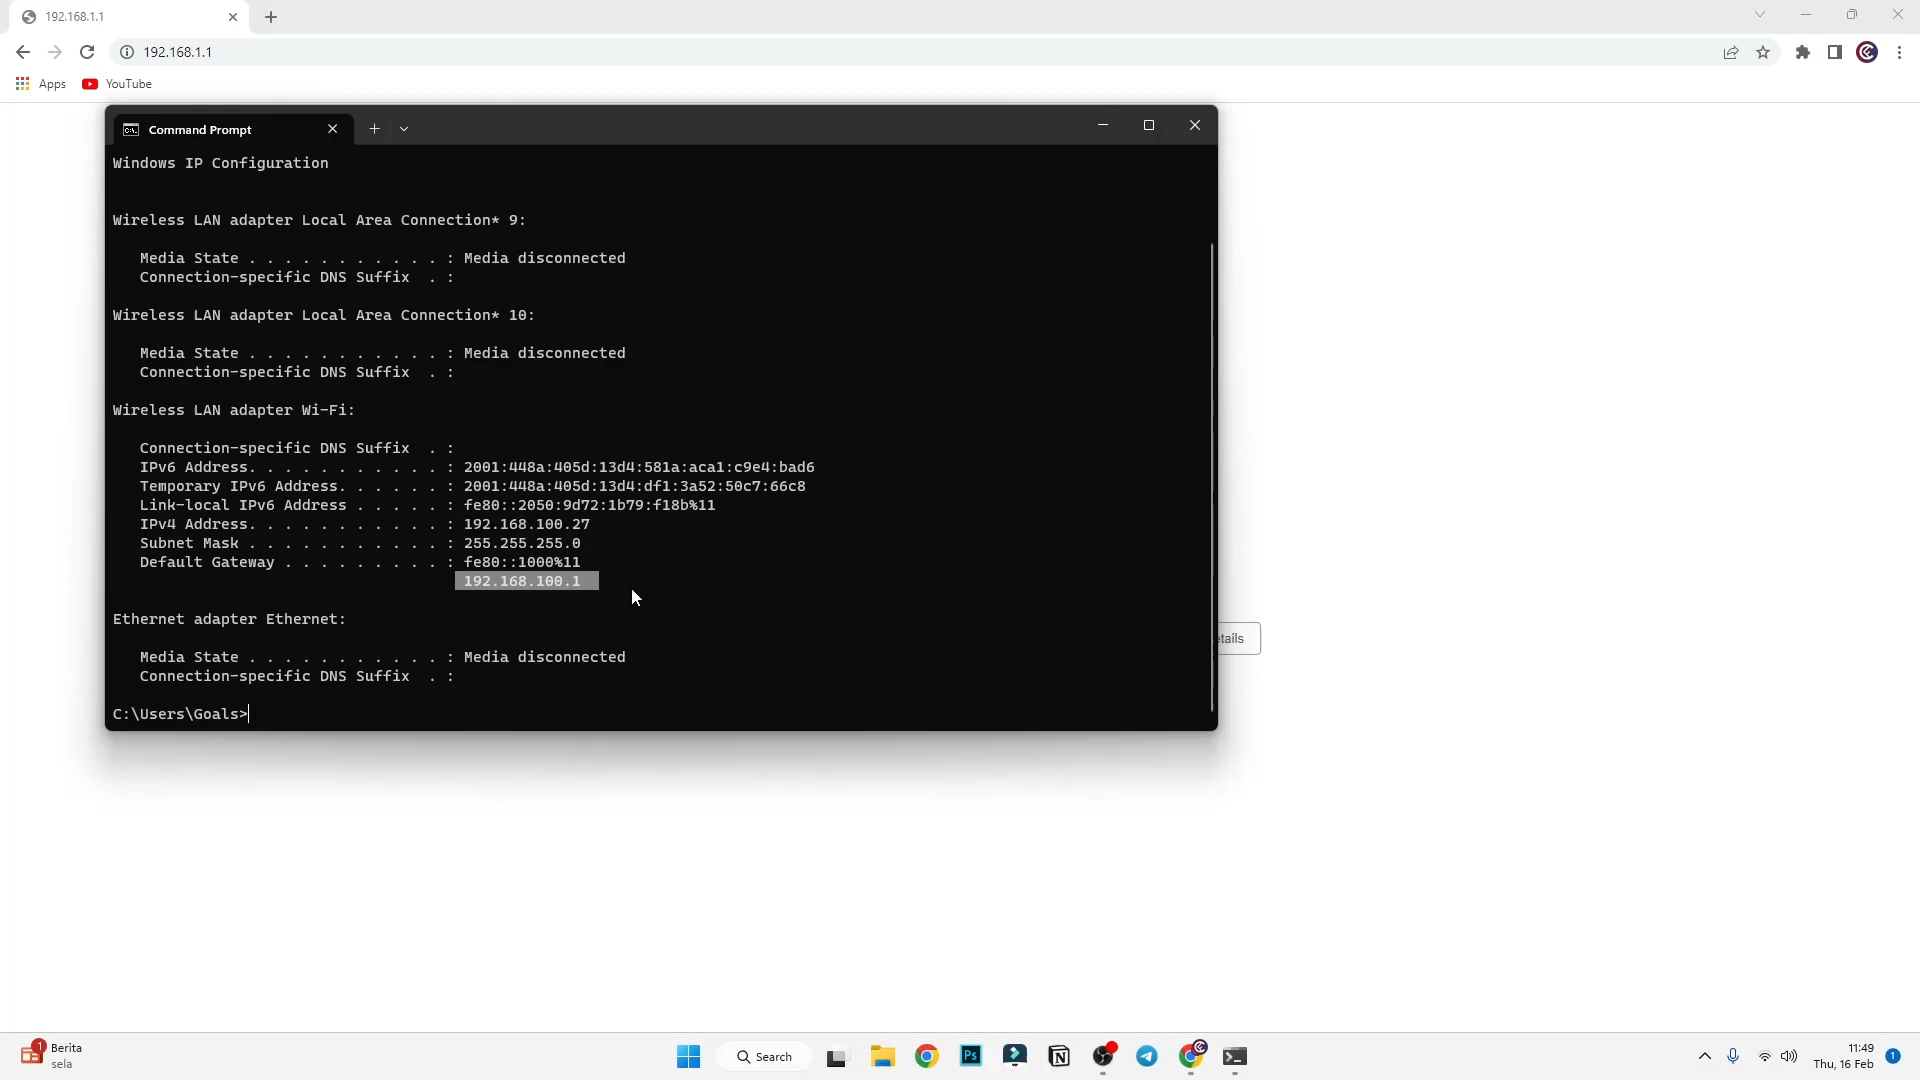 192.168.1.1
192.168.1.1
Apps
YouTube
Command Prompt
Windows IP Configuration
Wireless LAN adapter Local Area Connection* 9:
Media State . . . . . . . . . . . : Media disconnected
Connection-specific DNS Suffix  . :
Wireless LAN adapter Local Area Connection* 10:
Media State . . . . . . . . . . . : Media disconnected
Connection-specific DNS Suffix  . :
Wireless LAN adapter Wi-Fi:
Connection-specific DNS Suffix  . :
IPv6 Address. . . . . . . . . . . : 2001:448a:405d:13d4:581a:aca1:c9e4:bad6
Temporary IPv6 Address. . . . . . : 2001:448a:405d:13d4:df1:3a52:50c7:66c8
Link-local IPv6 Address . . . . . : fe80::2050:9d72:1b79:f18b%11
IPv4 Address. . . . . . . . . . . : 192.168.100.27
Subnet Mask . . . . . . . . . . . : 255.255.255.0
Default Gateway . . . . . . . . . : fe80::1000%11
192.168.100.1
Ethernet adapter Ethernet:
etails
Media State . . . . . . . . . . . : Media disconnected
Connection-specific DNS Suffix  . :
C:\Users\Goals>
1
Berita
sela
Search
Ps
11:49
Thu, 16 Feb
1